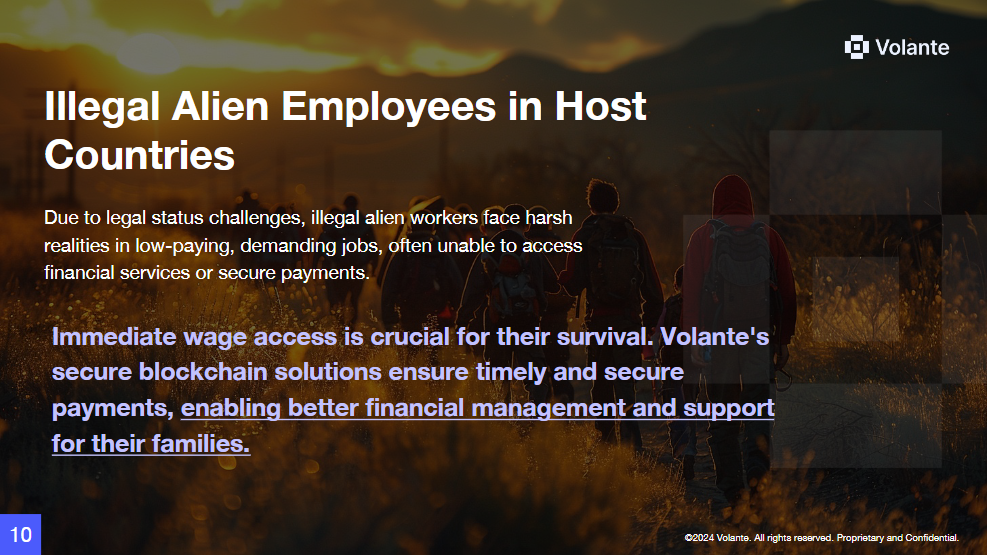 Volante
Illegal Alien Employees in Host
Countries
Due to legal status challenges, illegal alien workers face harsh
realities in low-paying, demanding jobs, often unable to access
financial services or secure payments.
Immediate wage access is crucial for their survival. Volante's
secure blockchain solutions ensure timely and secure
payments, enabling better financial management and support
for their families.
10
©2024 Volante. All rights reserved. Proprietary and Confidential.